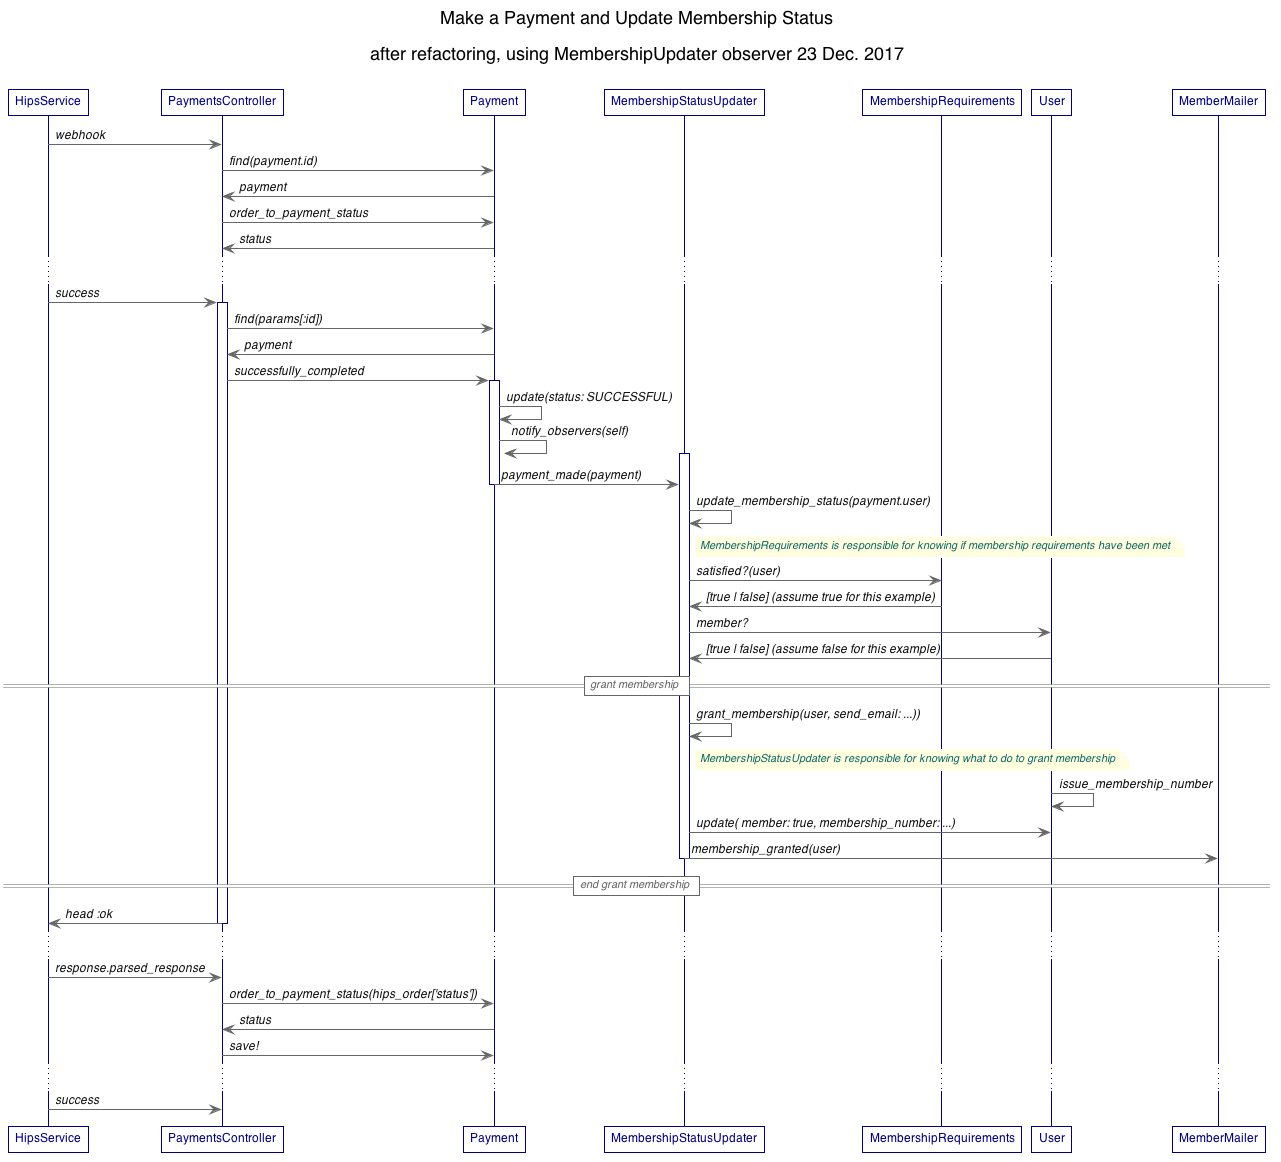 Make a Payment and Update Membership Status
after refactoring, using MembershipUpdater observer 23 Dec. 2017
HipsService PaymentsController Payment MembershipStatusUpdater MembershipRequirements User MemberMailer
webhook
find(payment.id)
payment
order_to_payment_status
status
success
find(params[:id])
payment
successfully_completed
update(status: SUCCESSFUL)
notify_observers(self)
payment_made(payment)
update_membership_status(payment.user)
MembershipRequirements is responsible for knowing if membership requirements have been met
satisfied?(user)
[true | false] (assume true for this example)
member?
[true | false] (assume false for this example)
grant membership
grant_membership(user, send_email: ...))
MembershipStatusUpdater is responsible for knowing what to do to grant membership
issue_membership_number
update( member: true, membership_number: ...)
membership_granted(user)
end grant membership
head :ok
response.parsed_response
order_to_payment_status(hips_order['status'])
status
save!
success
HipsService PaymentsController Payment MembershipStatusUpdater MembershipRequirements User MemberMailer